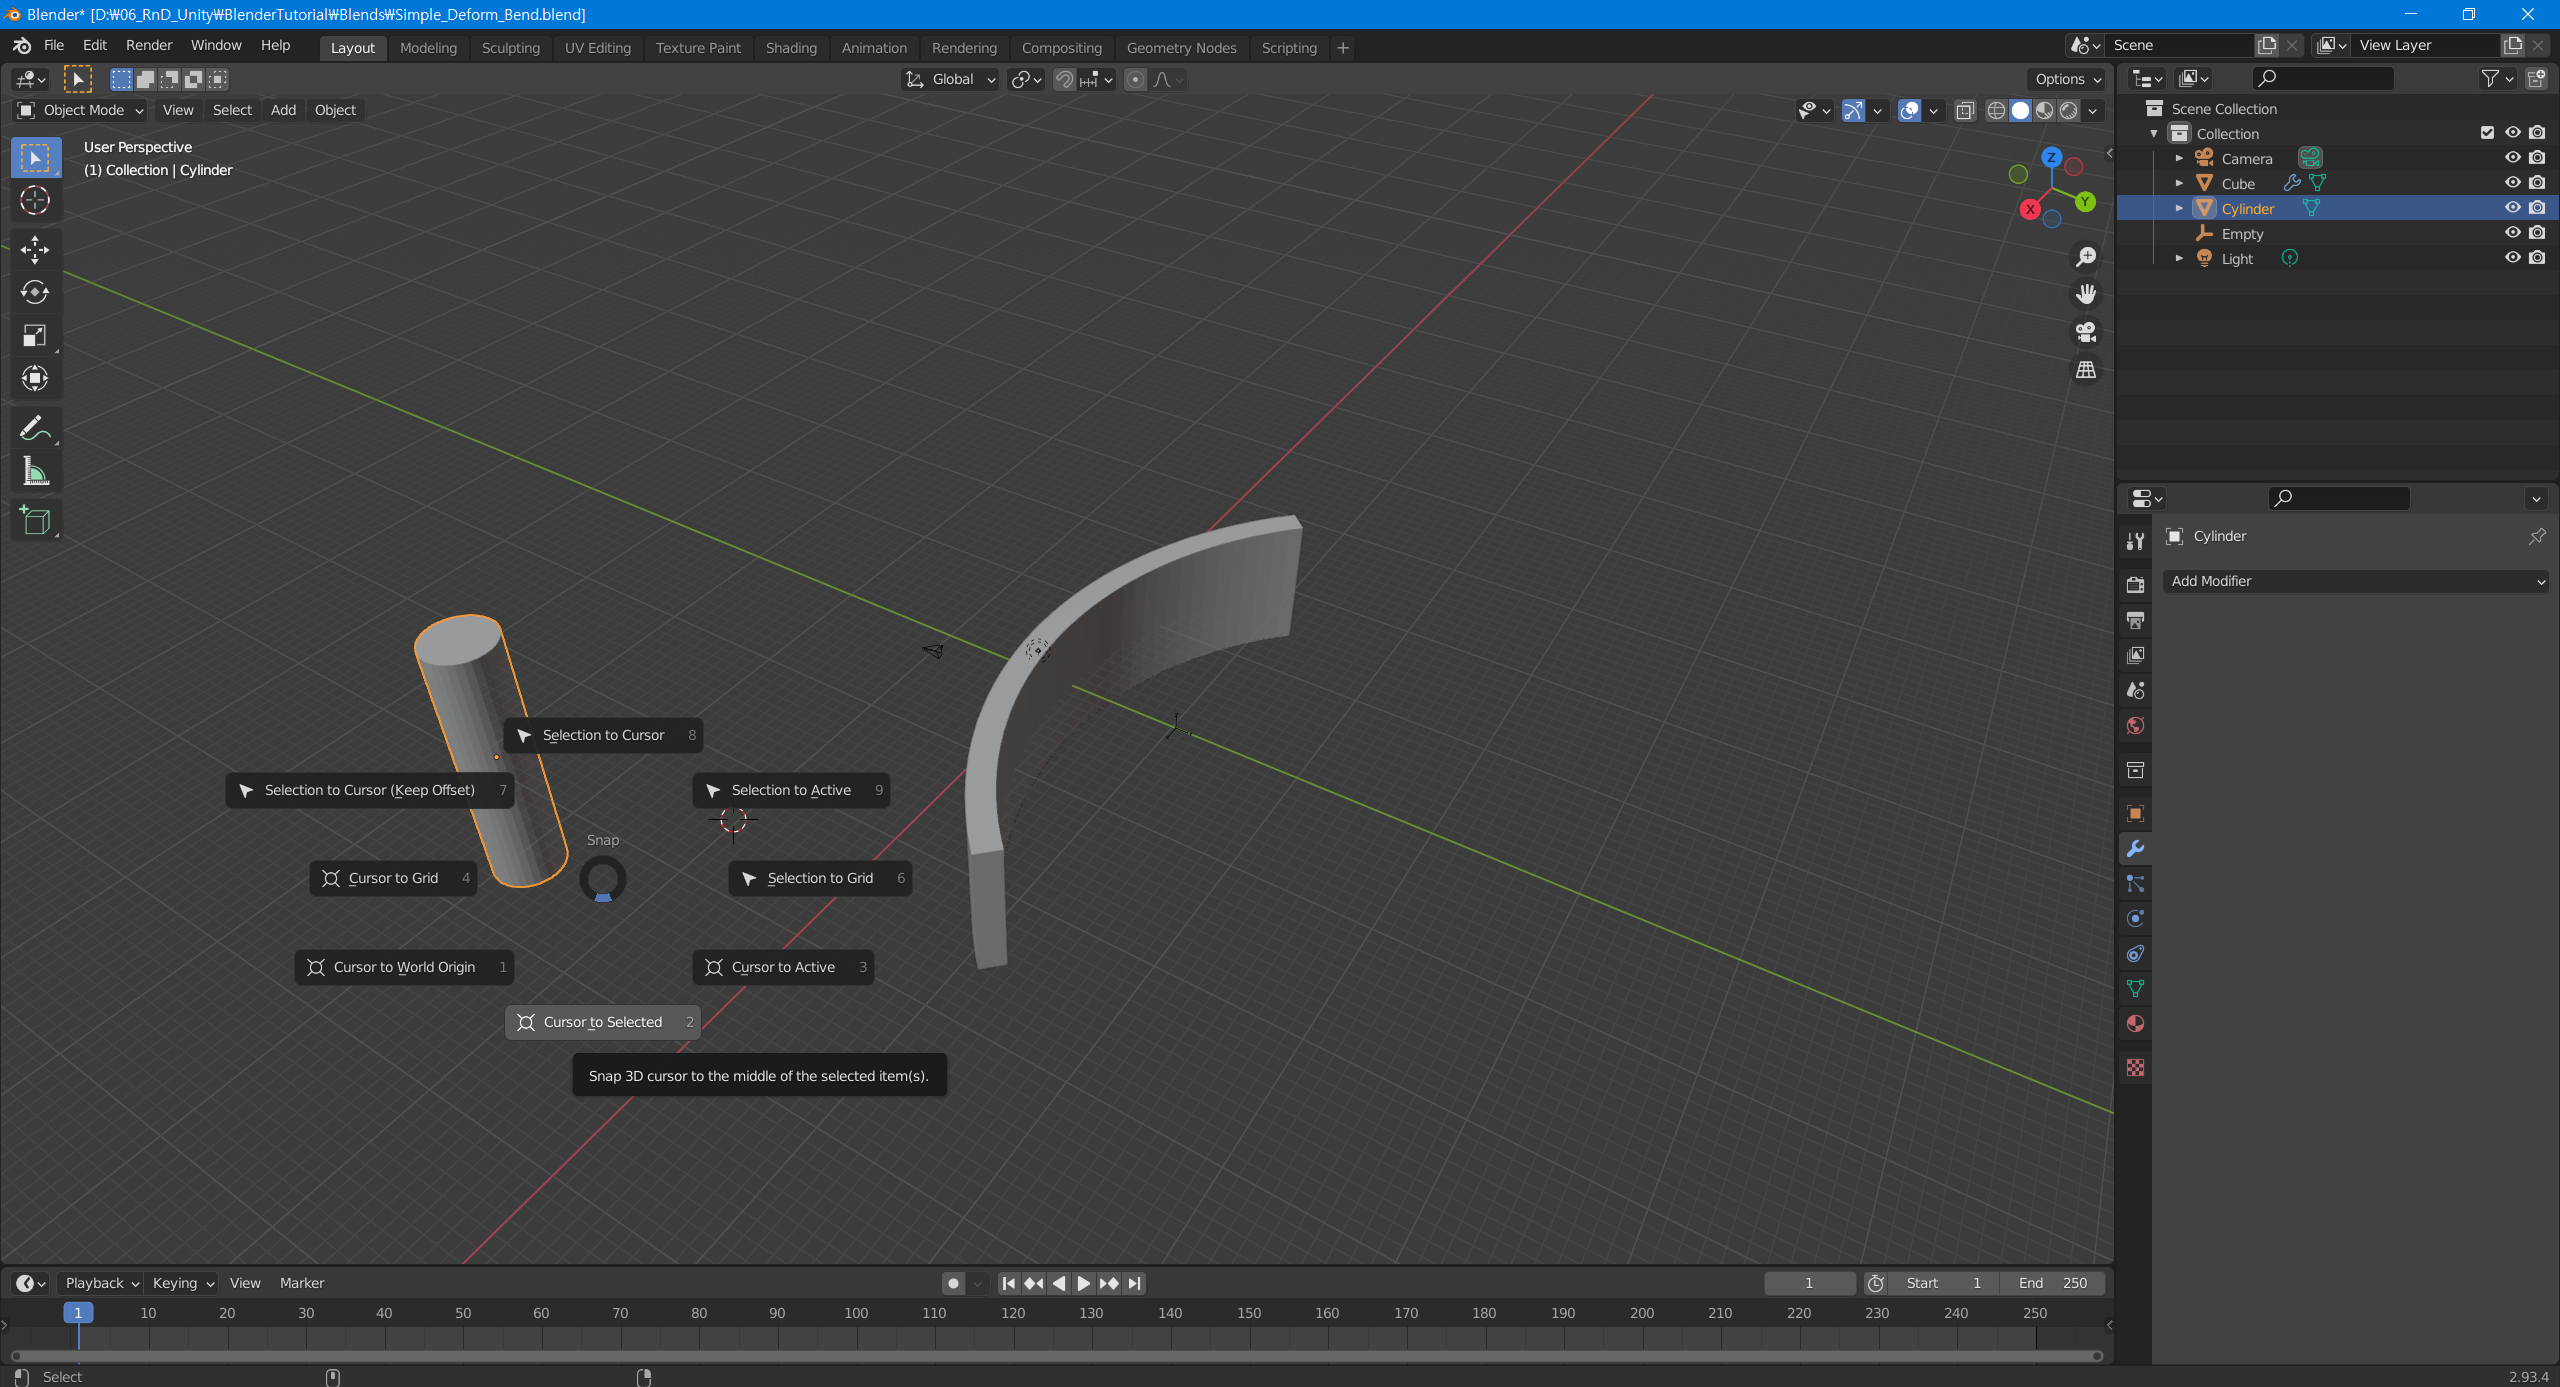 Blender* [D:₩06_RnD_Unity₩BlenderTutorial₩Blends₩Simple_Deform_Bend.blend]
File Edit Render Window Help Layout Modeling Sculpting UV Editing Texture Paint Shading Animation Rendering Compositing Geometry Nodes Scripting + Scene View Layer
Global Options
Object Mode View Select Add Object
User Perspective
(1) Collection | Cylinder
Z
Y
X
Scene Collection
Collection
Camera
Cube
Cylinder
Empty
Light
Cylinder
Add Modifier
Selection to Cursor 8
Selection to Cursor (Keep Offset) 7
Selection to Active 9
Snap
Cursor to Grid 4
Selection to Grid 6
Cursor to World Origin 1
Cursor to Active 3
Cursor to Selected 2
Snap 3D cursor to the middle of the selected item(s).
Playback Keying View Marker 1 Start 1 End 250
1 10 20 30 40 50 60 70 80 90 100 110 120 130 140 150 160 170 180 190 200 210 220 230 240 250
Select 2.93.4